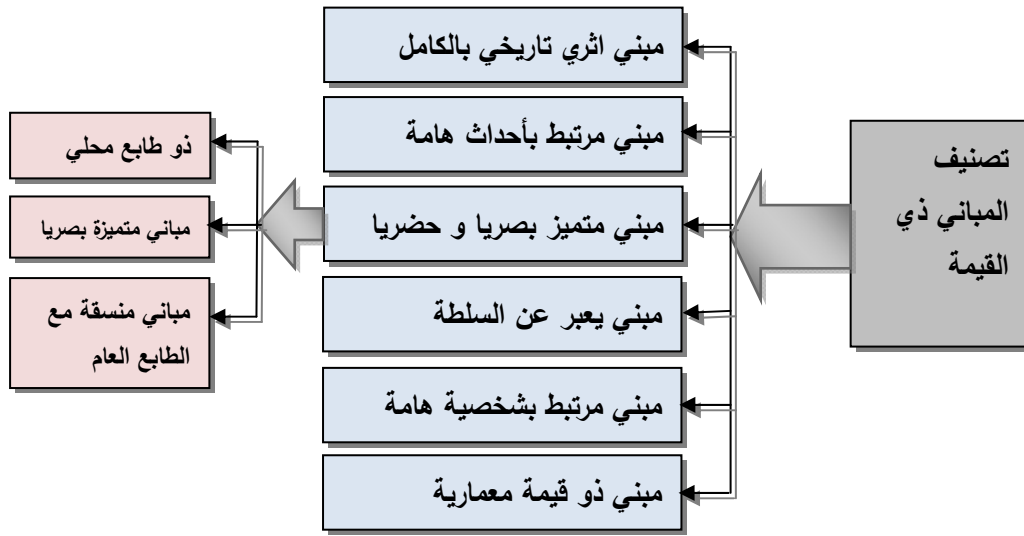 تصنيف
المباني ذي
القيمة
مبني اثري تاريخي بالكامل
مبني مرتبط بأحداث هامة
مبني متميز بصريا و حضريا
مبني يعبر عن السلطة
مبني مرتبط بشخصية هامة
مبني ذو قيمة معمارية
ذو طابع محلي
مباني متميزة بصريا
مباني منسقة مع
الطابع العام